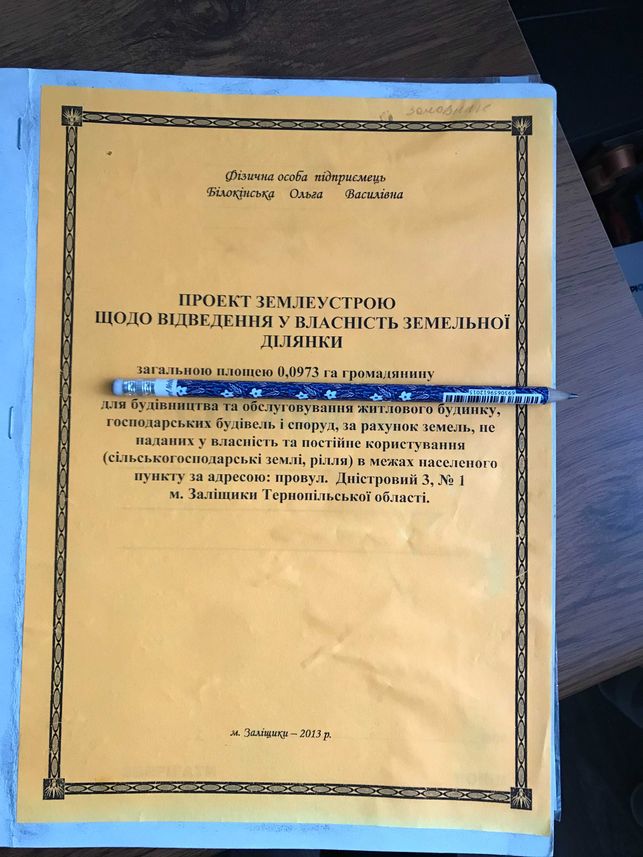 замовник
Фізична особа підприємець
Білокінська Ольга Василівна
ПРОЕКТ ЗЕМЛЕУСТРОЮ
ЩОДО ВІДВЕДЕННЯ У ВЛАСНІСТЬ ЗЕМЕЛЬНОЇ
ДІЛЯНКИ
загальною площею 0,0973 га громадянину
6930659612015
для будівництва та обслуговування житлового будинку,
господарських будівель і споруд, за рахунок земель, не
наданих у власність та постійне користування
(сільськогосподарські землі, рілля) в межах населеного
пункту за адресою: провул. Дністровий 3, № 1
м. Заліщики Тернопільської області.
м. Заліщики – 2013 р.